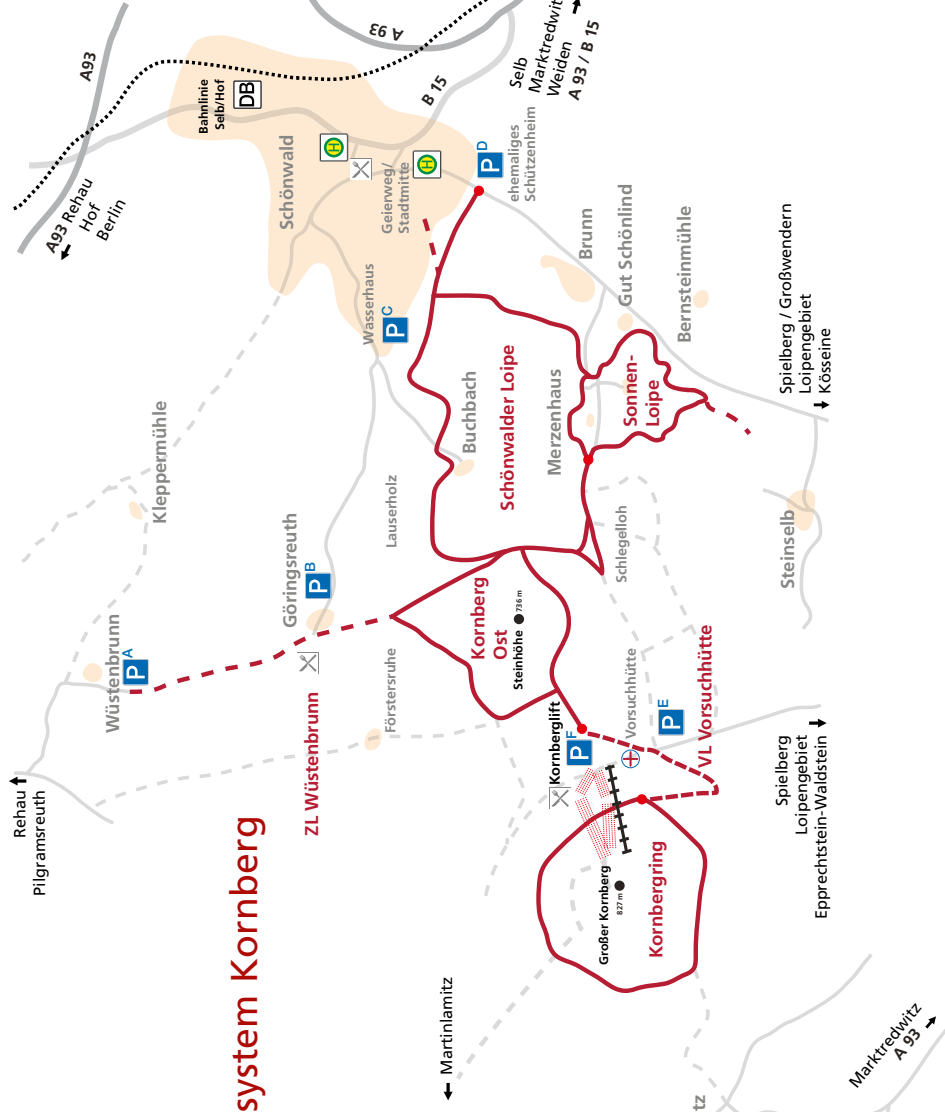 system Kornberg
Rehau
Pilgramsreuth
A93
A93 Rehau
Hof
Berlin
Bahnlinie
Selb/Hof
DB
A 93
B 15
Selb
Marktredwitz
Weiden
A 93 / B 15
Schönwald
H
H
Geierweg/
Stadtmitte
P D
ehemaliges
Schützenheim
Wasserhaus
P C
Brunn
Gut Schönlind
Bernsteinmühle
Kleppermühle
Buchbach
Schönwalder Loipe
Merzenhaus
Sonnen-
Loipe
Spielberg / Großwendern
Loipengebiet
Kösseine
Göringsreuth
P B
Lauserholz
Schlegelloh
Steinselb
Wüstenbrunn
P A
ZL Wüstenbrunn
Förstersruhe
Kornberg
Ost
Steinhöhe
736 m
Kornberglift
P F
Vorsuchhütte
P E
VL Vorsuchhütte
Spielberg
Loipengebiet
Epprechtstein-Waldstein
Großer Kornberg
827 m
Kornbergring
Martinlamitz
Marktredwitz
A 93
tz